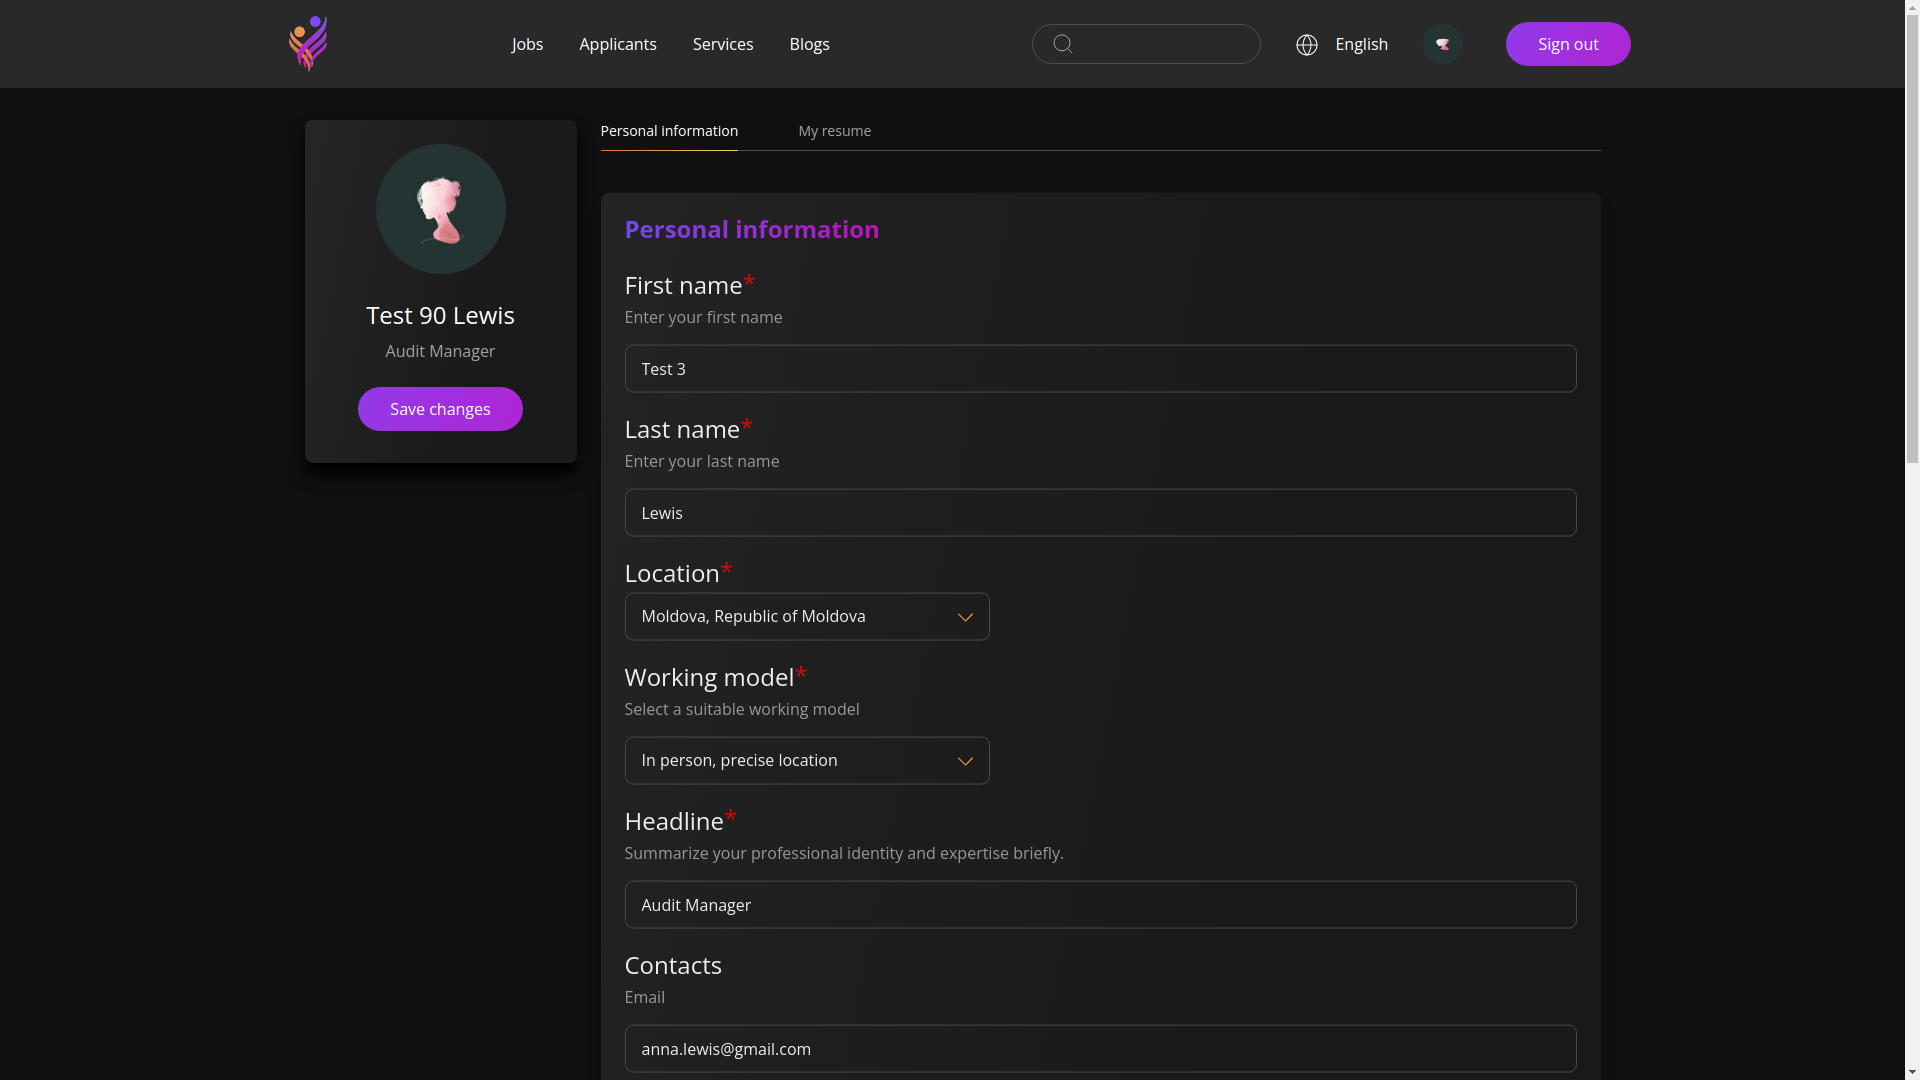 Jobs
Applicants
Services
Blogs
English
Sign out
Test 90 Lewis
Audit Manager
Save changes
Personal information
My resume
Personal information
First name*
Enter your first name
Test 3
Last name*
Enter your last name
Lewis
Location*
Moldova, Republic of Moldova
Working model*
Select a suitable working model
In person, precise location
Headline*
Summarize your professional identity and expertise briefly.
Audit Manager
Contacts
Email
anna.lewis@gmail.com